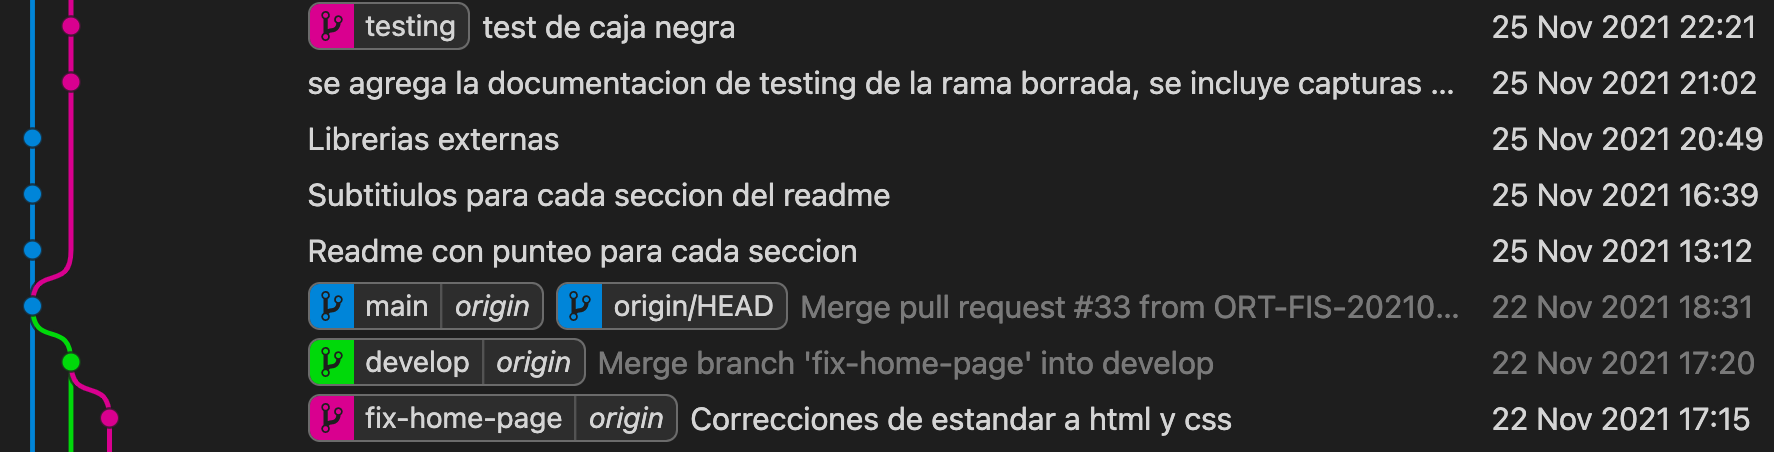 testing test de caja negra 25 Nov 2021 22:21
se agrega la documentacion de testing de la rama borrada, se incluye capturas ... 25 Nov 2021 21:02
Librerias externas 25 Nov 2021 20:49
Subtitiulos para cada seccion del readme 25 Nov 2021 16:39
Readme con punteo para cada seccion 25 Nov 2021 13:12
main origin origin/HEAD Merge pull request #33 from ORT-FIS-20210... 22 Nov 2021 18:31
develop origin Merge branch 'fix-home-page' into develop 22 Nov 2021 17:20
fix-home-page origin Correcciones de estandar a html y css 22 Nov 2021 17:15